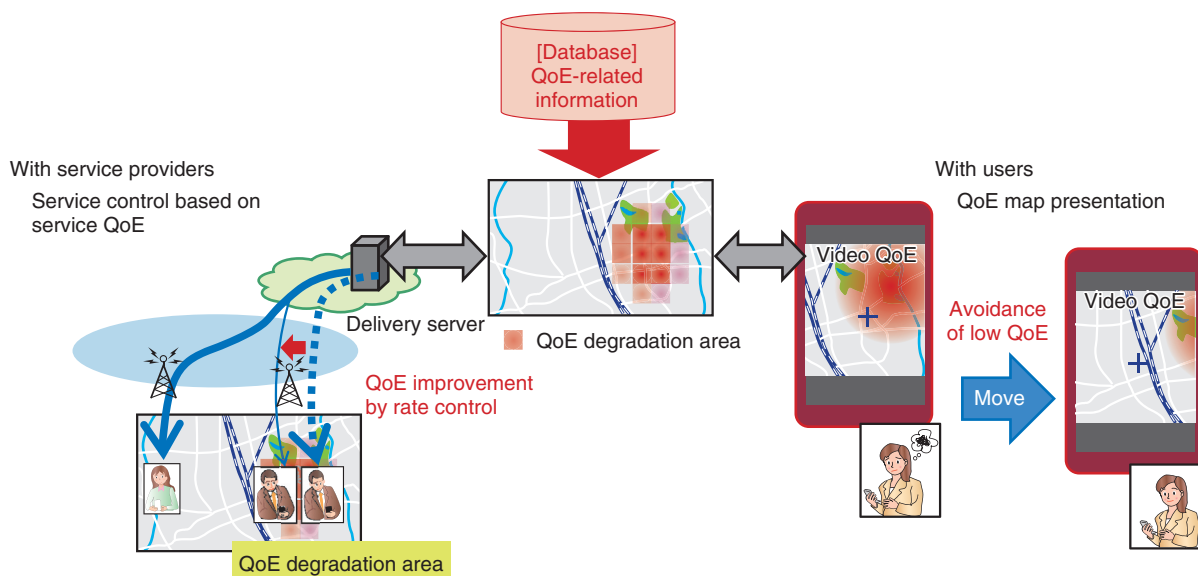 [Database]
QoE-related
information
With service providers
Service control based on
service QoE
Delivery server
QoE degradation area
QoE improvement
by rate control
QoE degradation area
With users
QoE map presentation
Video QoE
Avoidance
of low QoE
Move
Video QoE